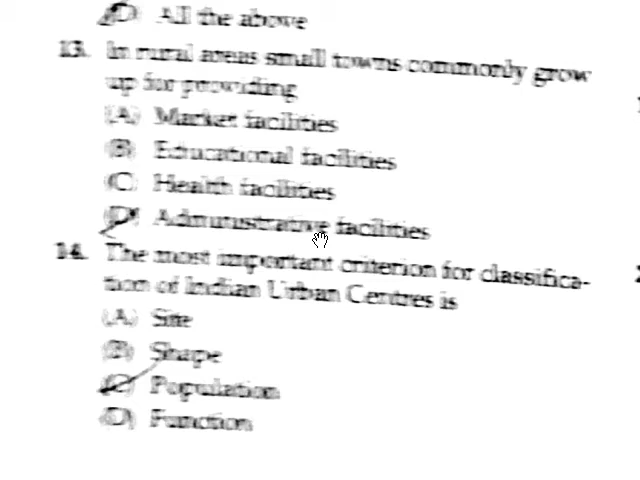 (D) All the above
13. In rural areas small towns commonly grow
up for providing
(A) Market facilities
(B) Educational facilities
(C) Health facilities
(D) Administrative facilities
14. The most important criterion for classifica-
tion of Indian Urban Centres is
(A) Site
(B) Shape
(C) Population
(D) Function